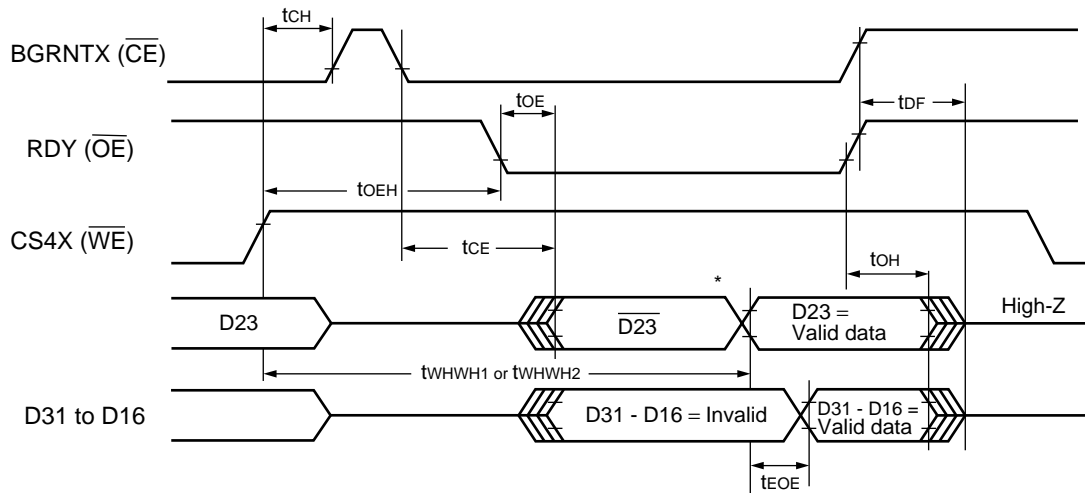 tCH
BGRNTX (CE)
tOE
tDF
RDY (OE)
tOEH
CS4X (WE)
tCE
tOH
*
D23
D23
D23 =
Valid data
High-Z
tWHWH1 or tWHWH2
D31 to D16
D31 - D16 = Invalid
D31 - D16 =
Valid data
tEOE